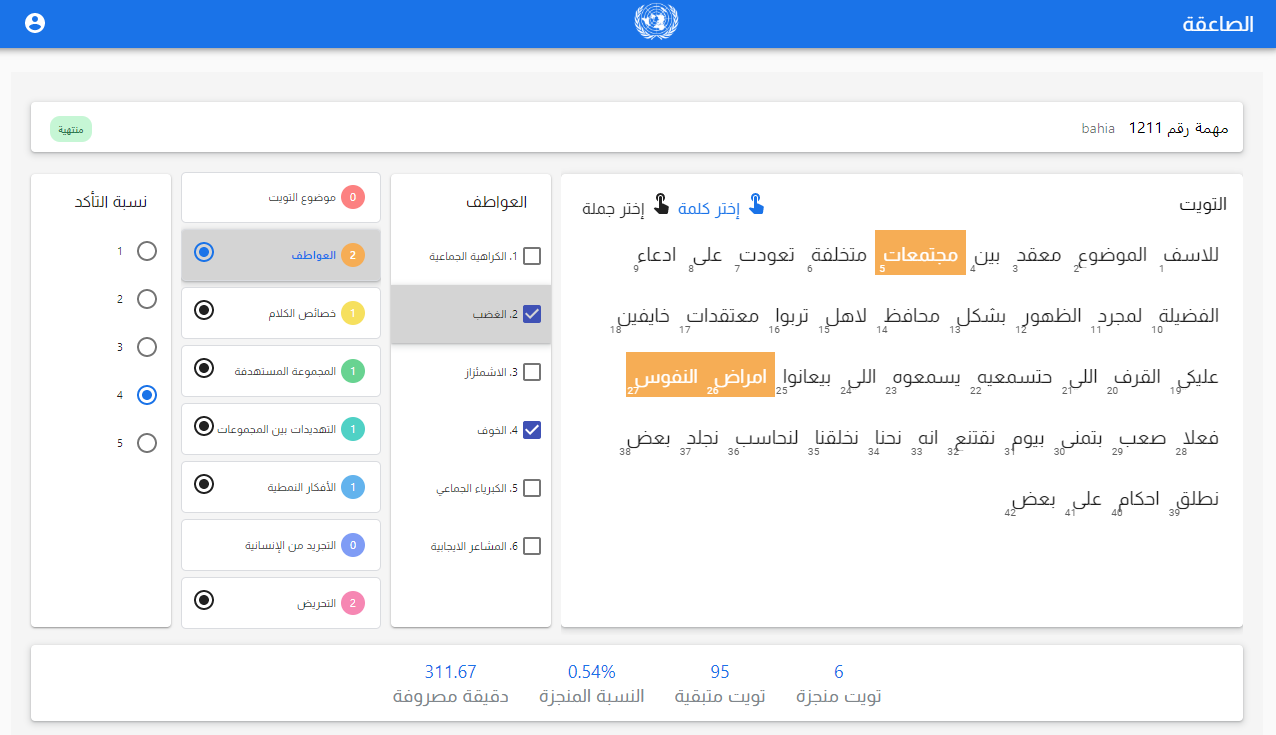 الصاعقة
مهمة رقم 1211 bahia
منتهية
التويت
إختر كلمة
إختر جملة
للاسف 1 الموضوع 2 معقد 3 بين 4 مجتمعات 5 متخلفة 6 تعودت 7 على 8 ادعاء 9
الفضيلة 10 لمجرد 11 الظهور 12 بشكل 13 محافظ 14 لاهل 15 تربوا 16 معتقدات 17 خايفين 18
عليكي 19 القرف 20 اللي 21 حتسمعيه 22 يسمعوه 23 اللي 24 بيعانوا 25 امراض 26 النفوس 27
فعلا 28 صعب 29 بتمنى 30 بيوم 31 نقتنع 32 انه 33 نحنا 34 نخلقنا 35 لنحاسب 36 نجلد 37 بعض 38
نطلق 39 احكام 40 على 41 بعض 42
العواطف
1. الكراهية الجماعية
2. الغضب
3. الاشمئزاز
4. الخوف
5. الكبرياء الجماعي
6. المشاعر الايجابية
0 موضوع التويت
2 العواطف
1 خصائص الكلام
1 المجموعة المستهدفة
1 التهديدات بين المجموعات
1 الأفكار النمطية
0 التجريد من الإنسانية
2 التحريض
نسبة التأكد
1
2
3
4
5
6 تويت منجزة
95 تويت متبقية
0.54% النسبة المنجزة
311.67 دقيقة مصروفة